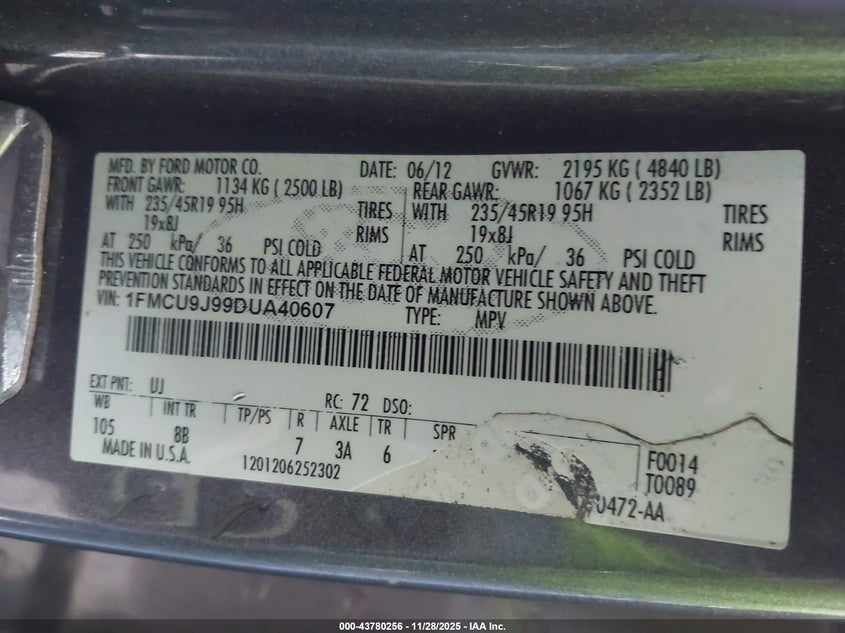 MFD. BY FORD MOTOR CO. DATE: 06/12 GVWR: 2195 KG ( 4840 LB)
FRONT GAWR: 1134 KG ( 2500 LB) REAR GAWR: 1067 KG ( 2352 LB)
WITH 235/45R19 95H TIRES WITH 235/45R19 95H TIRES
19x8J RIMS 19x8J RIMS
AT 250 kPa/ 36 PSI COLD AT 250 kPa/ 36 PSI COLD
THIS VEHICLE CONFORMS TO ALL APPLICABLE FEDERAL MOTOR VEHICLE SAFETY AND THEFT
PREVENTION STANDARDS IN EFFECT ON THE DATE OF MANUFACTURE SHOWN ABOVE.
VIN: 1FMCU9J99DUA40607 TYPE: MPV
EXT PNT: UJ RC: 72 DSO:
WB INT TR TP/PS R AXLE TR SPR
105 8B 7 3A 6 F0014
MADE IN U.S.A. 1201206252302 T0089
U472-AA
000-43780256 | 11/28/2025 | IAA Inc.